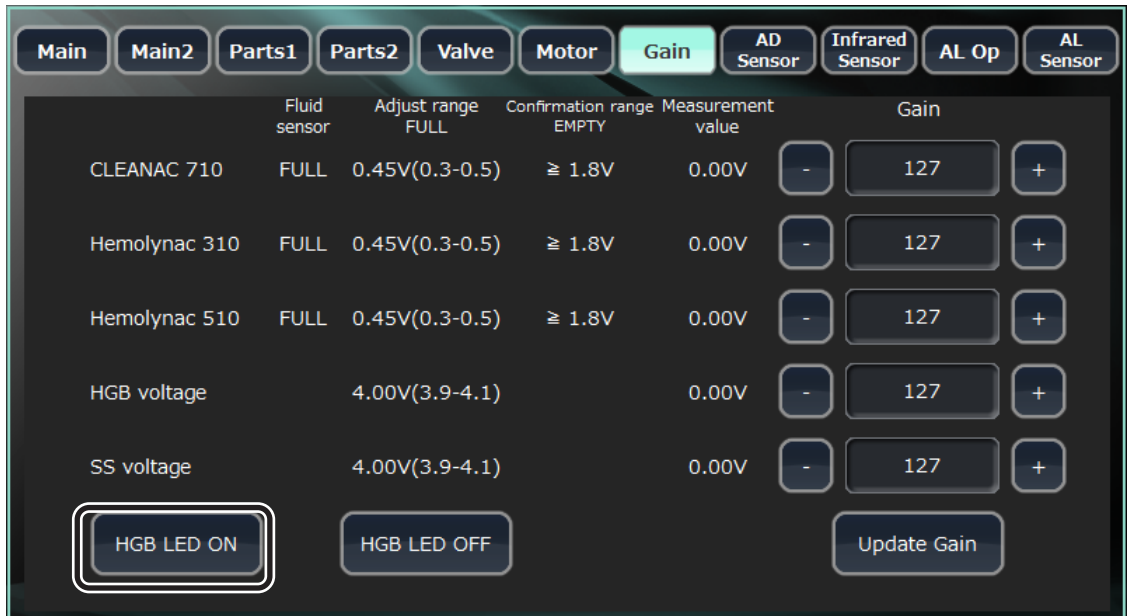 Main Main2 Parts1 Parts2 Valve Motor Gain AD Sensor Infrared Sensor AL Op AL Sensor
Fluid sensor Adjust range FULL Confirmation range EMPTY Measurement value Gain
CLEANAC 710 FULL 0.45V(0.3-0.5) ≧ 1.8V 0.00V - 127 +
Hemolynac 310 FULL 0.45V(0.3-0.5) ≧ 1.8V 0.00V - 127 +
Hemolynac 510 FULL 0.45V(0.3-0.5) ≧ 1.8V 0.00V - 127 +
HGB voltage 4.00V(3.9-4.1) 0.00V - 127 +
SS voltage 4.00V(3.9-4.1) 0.00V - 127 +
HGB LED ON HGB LED OFF Update Gain